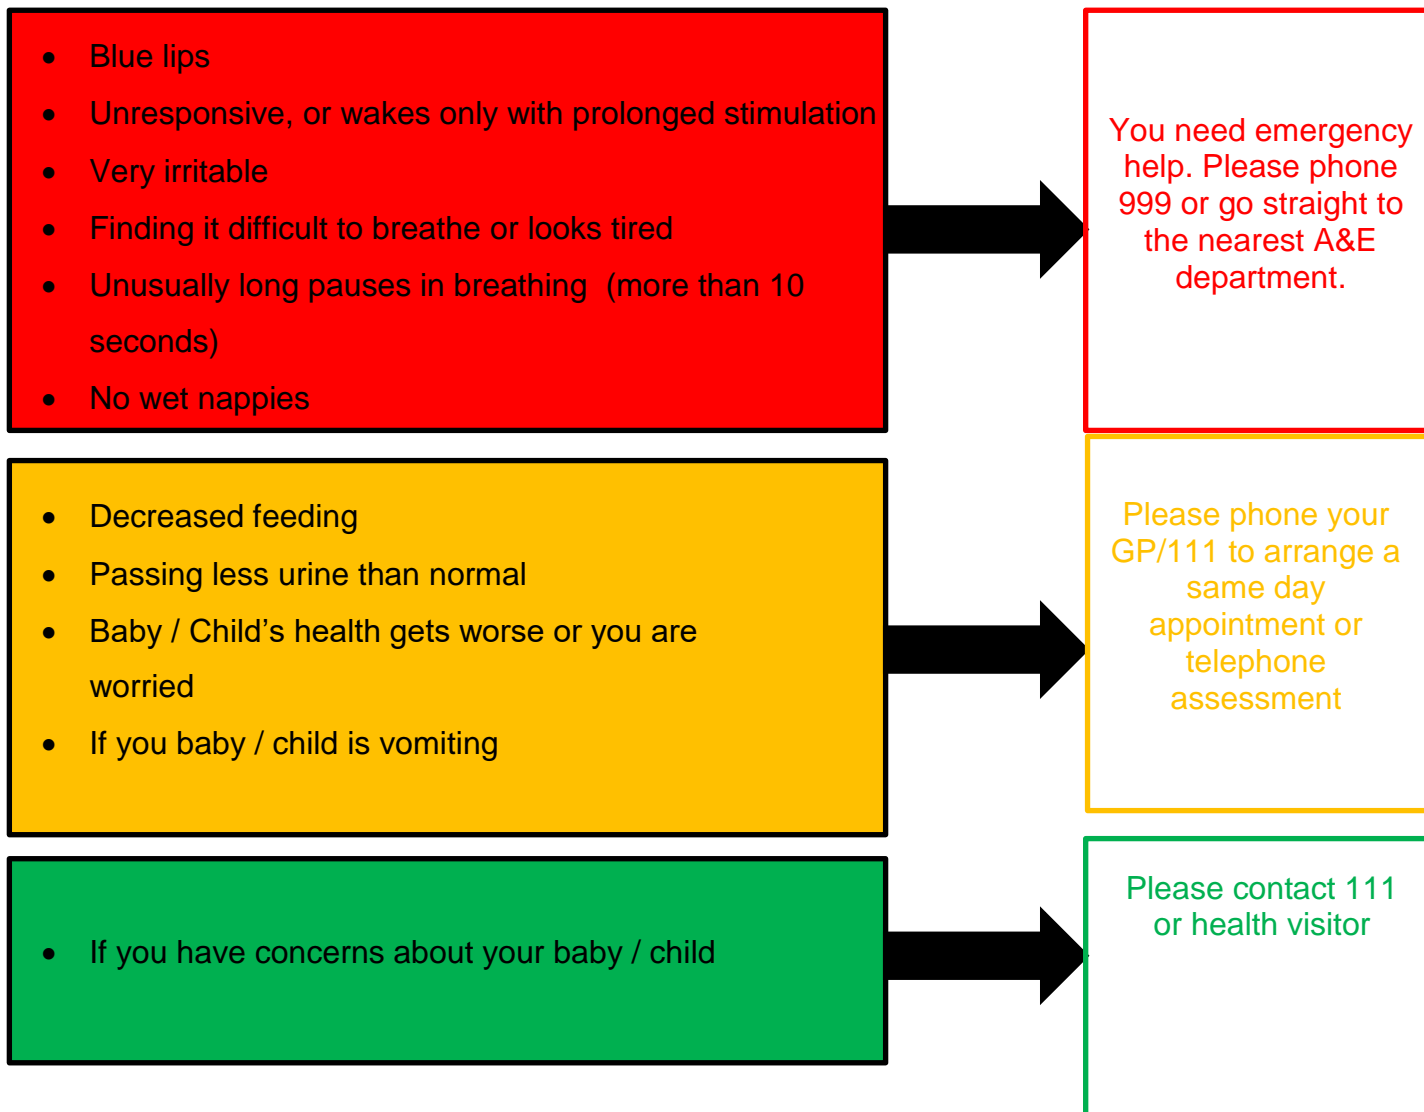 • Blue lips
• Unresponsive, or wakes only with prolonged stimulation
• Very irritable
• Finding it difficult to breathe or looks tired
• Unusually long pauses in breathing  (more than 10
seconds)
• No wet nappies
You need emergency
help. Please phone
999 or go straight to
the nearest A&E
department.
• Decreased feeding
• Passing less urine than normal
• Baby / Child’s health gets worse or you are
worried
• If you baby / child is vomiting
Please phone your
GP/111 to arrange a
same day
appointment or
telephone
assessment
• If you have concerns about your baby / child
Please contact 111
or health visitor